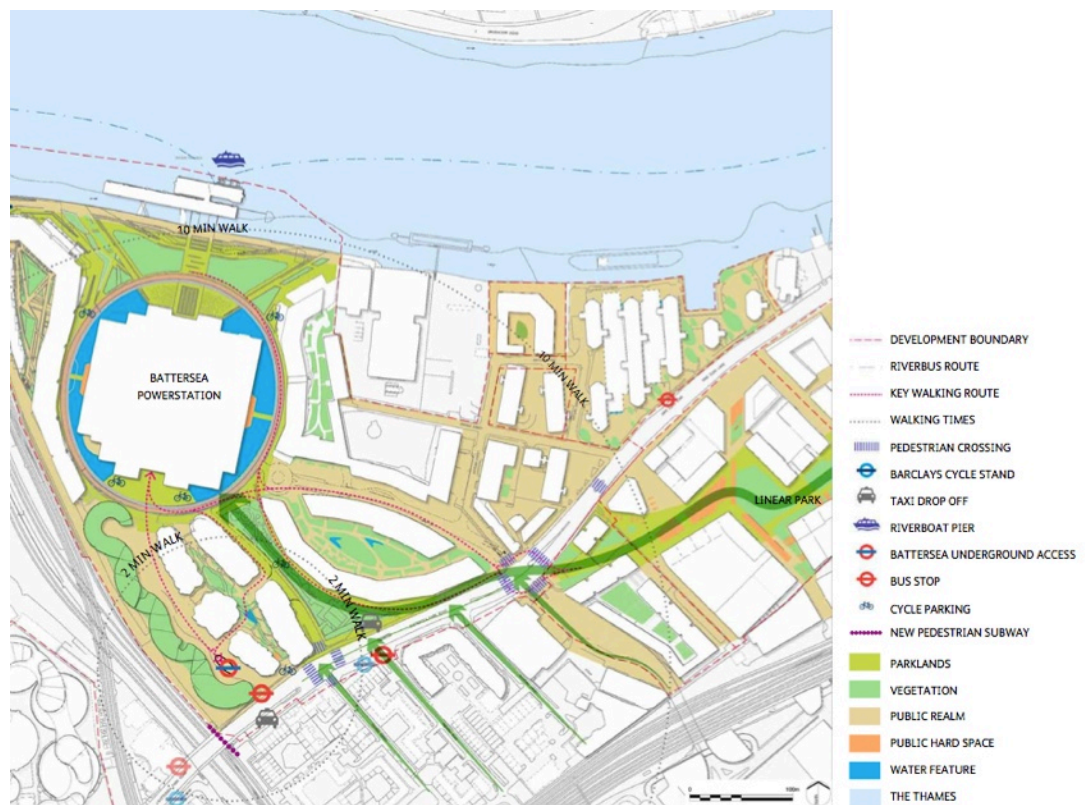 10 MIN WALK
BATTERSEA
POWERSTATION
10 MIN WALK
LINEAR PARK
2 MIN WALK
2 MIN WALK
0
100m
DEVELOPMENT BOUNDARY
RIVERBUS ROUTE
KEY WALKING ROUTE
WALKING TIMES
PEDESTRIAN CROSSING
BARCLAYS CYCLE STAND
TAXI DROP OFF
RIVERBOAT PIER
BATTERSEA UNDERGROUND ACCESS
BUS STOP
CYCLE PARKING
NEW PEDESTRIAN SUBWAY
PARKLANDS
VEGETATION
PUBLIC REALM
PUBLIC HARD SPACE
WATER FEATURE
THE THAMES